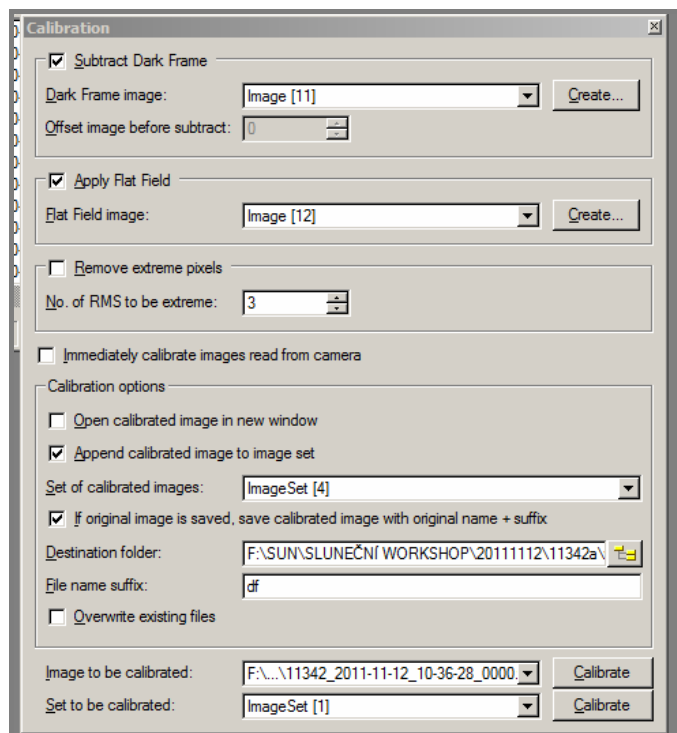 Calibration
Subtract Dark Frame
Dark Frame image: Image [11] Create...
Offset image before subtract: 0
Apply Flat Field
Flat Field image: Image [12] Create...
Remove extreme pixels
No. of RMS to be extreme: 3
Immediately calibrate images read from camera
Calibration options
Open calibrated image in new window
Append calibrated image to image set
Set of calibrated images: ImageSet [4]
If original image is saved, save calibrated image with original name + suffix
Destination folder: F:\SUN\SLUNEČNÍ WORKSHOP\20111112\11342a\
File name suffix: df
Overwrite existing files
Image to be calibrated: F:\...\11342_2011-11-12_10-36-28_0000. Calibrate
Set to be calibrated: ImageSet [1] Calibrate